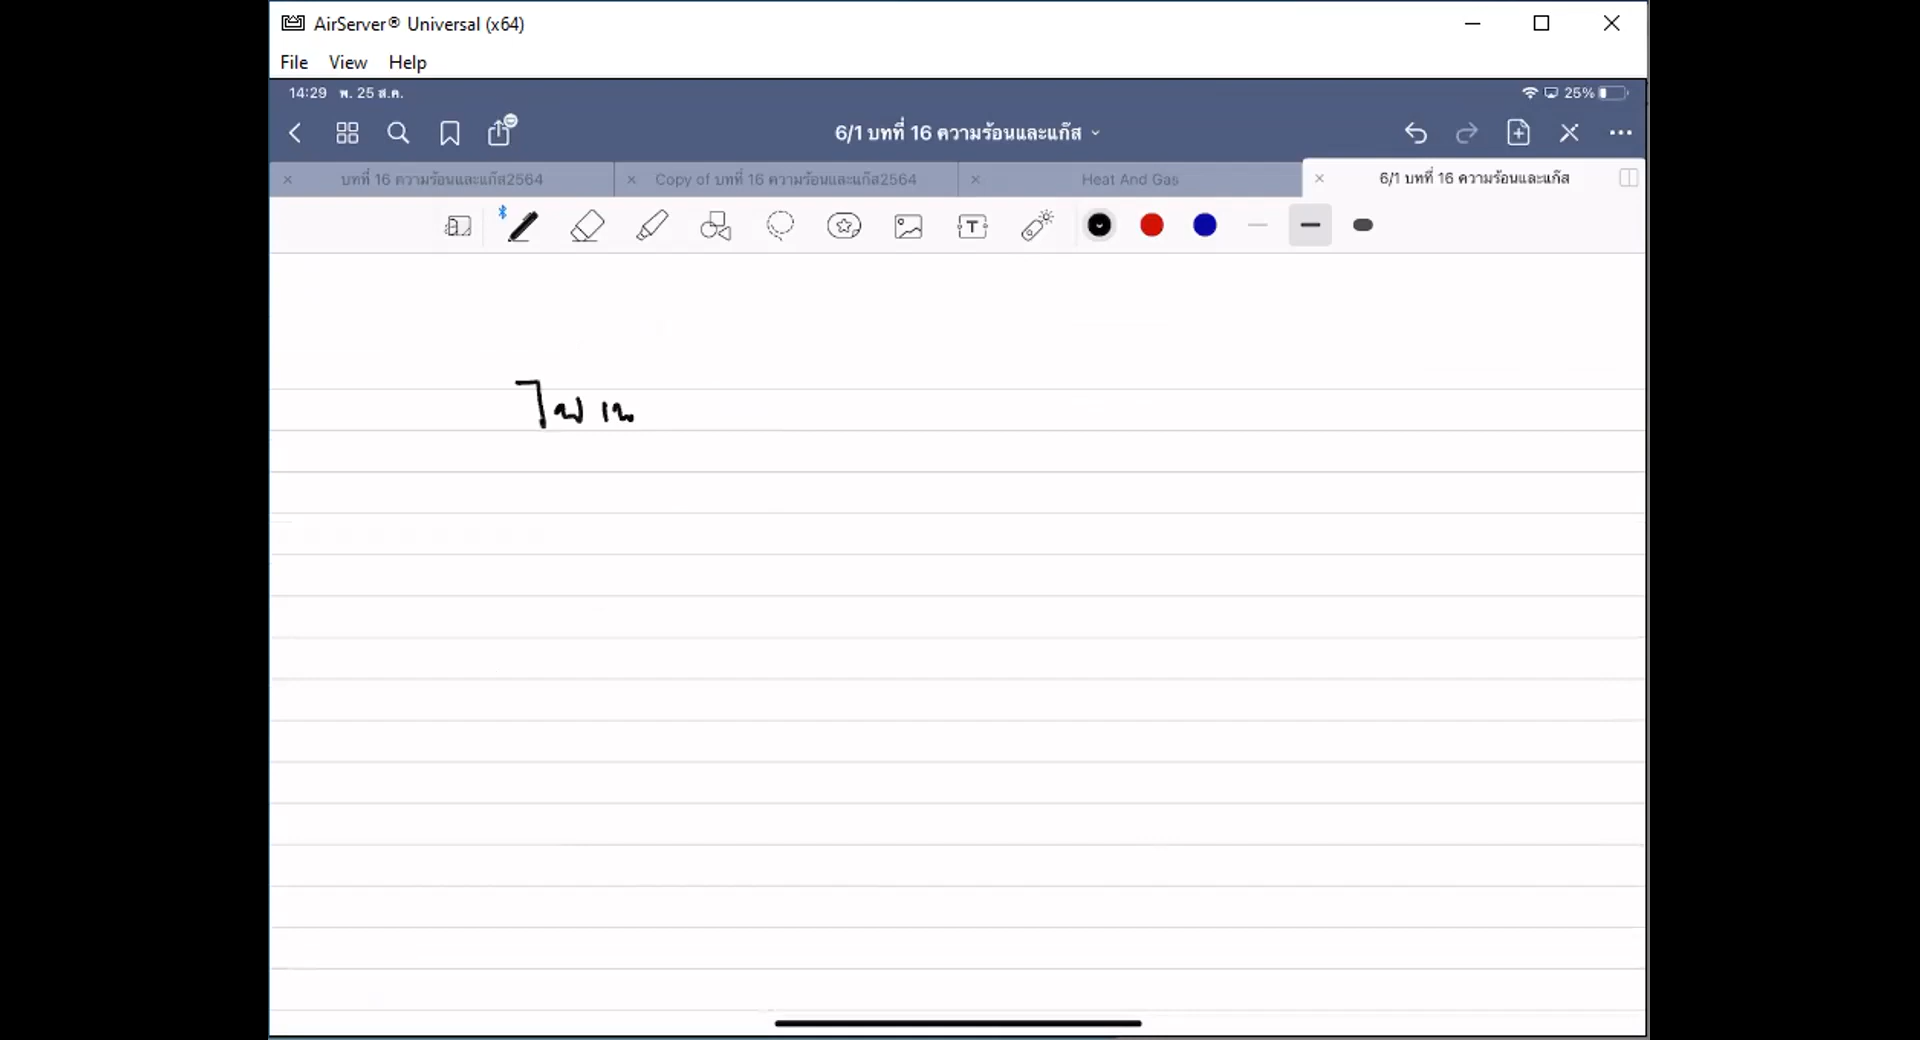 AirServer® Universal (x64)
File View Help
14:29 พ. 25 ส.ค. 25%
6/1 บทที่ 16 ความร้อนและแก๊ส
บทที่ 16 ความร้อนและแก๊ส2564 Copy of บทที่ 16 ความร้อนและแก๊ส2564 Heat And Gas 6/1 บทที่ 16 ความร้อนและแก๊ส
T